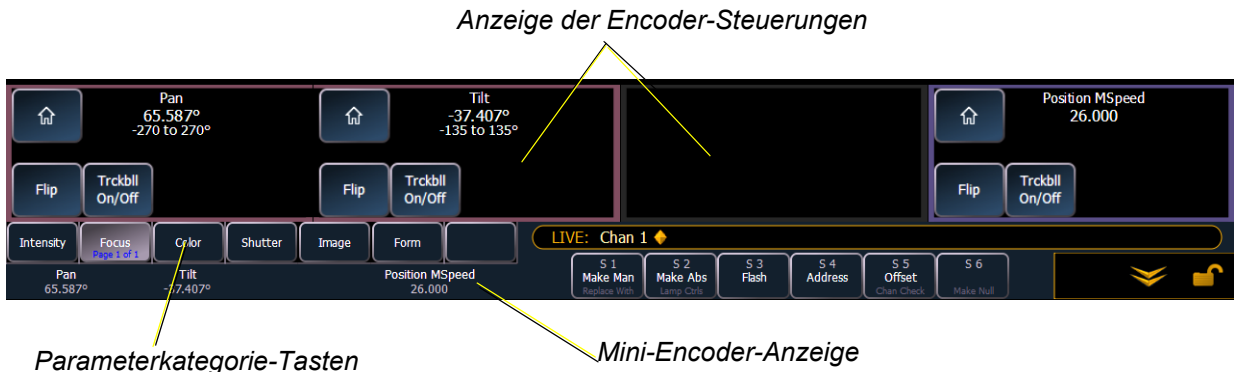 Anzeige der Encoder-Steuerungen
Pan
65.587°
-270 to 270°
Flip
Trckbll
On/Off
Tilt
-37.407°
-135 to 135°
Flip
Trckbll
On/Off
Position MSpeed
26.000
Flip
Trckbll
On/Off
Intensity
Focus
Page 1 of 1
Color
Shutter
Image
Form
LIVE: Chan 1
Pan
65.587°
Tilt
-37.407°
Position MSpeed
26.000
S 1
Make Man
Replace With
S 2
Make Abs
Lamp Ctrls
S 3
Flash
S 4
Address
S 5
Offset
Chan Check
S 6
Make Null
Parameterkategorie-Tasten
Mini-Encoder-Anzeige